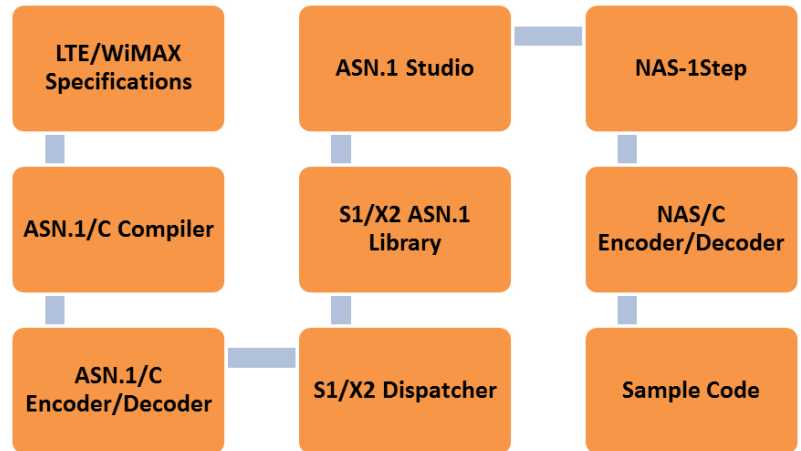 LTE/WiMAX
Specifications
ASN.1/C Compiler
ASN.1/C
Encoder/Decoder
S1/X2 Dispatcher
S1/X2 ASN.1
Library
ASN.1 Studio
NAS-1Step
NAS/C
Encoder/Decoder
Sample Code